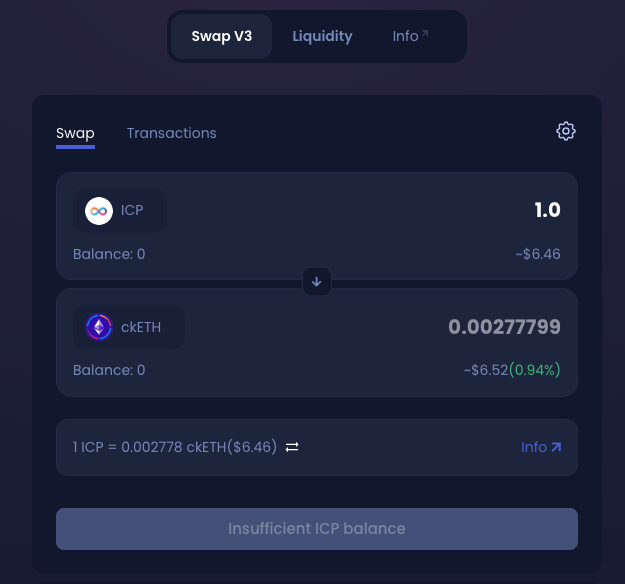 Swap V3 Liquidity Info
Swap Transactions
ICP 1.0
Balance: 0 ~$6.46
ckETH 0.00277799
Balance: 0 ~$6.52(0.94%)
1 ICP = 0.002778 ckETH($6.46) Info
Insufficient ICP balance